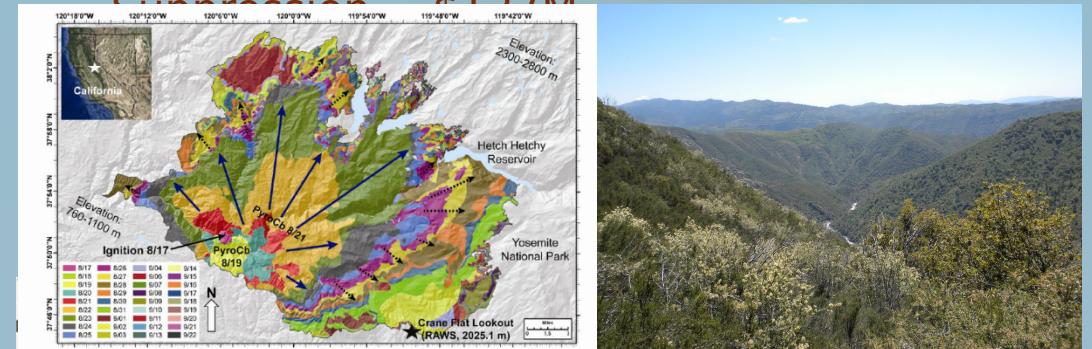 Suppression - $127M
120°18'0"W 120°12'0"W 120°6'0"W 120°0'0"W 119°54'0"W 119°48'0"W 119°42'0"W
California
Elevation:
2300-2800 m
Hetch Hetchy
Reservoir
Elevation:
760-1100 m
PyroCb 8/21
Ignition 8/17
PyroCb
8/19
Yosemite
National Park
8/17 8/26 9/04 9/14
8/18 8/27 9/06 9/15
8/19 8/28 9/07 9/16
8/20 8/29 9/08 9/17
8/21 8/30 9/09 9/18
8/22 8/31 9/10 9/19
8/23 9/01 9/11 9/20
8/24 9/02 9/12 9/21
8/25 9/03 9/13 9/22
N
Crane Flat Lookout
(RAWS, 2025.1 m)
Miles